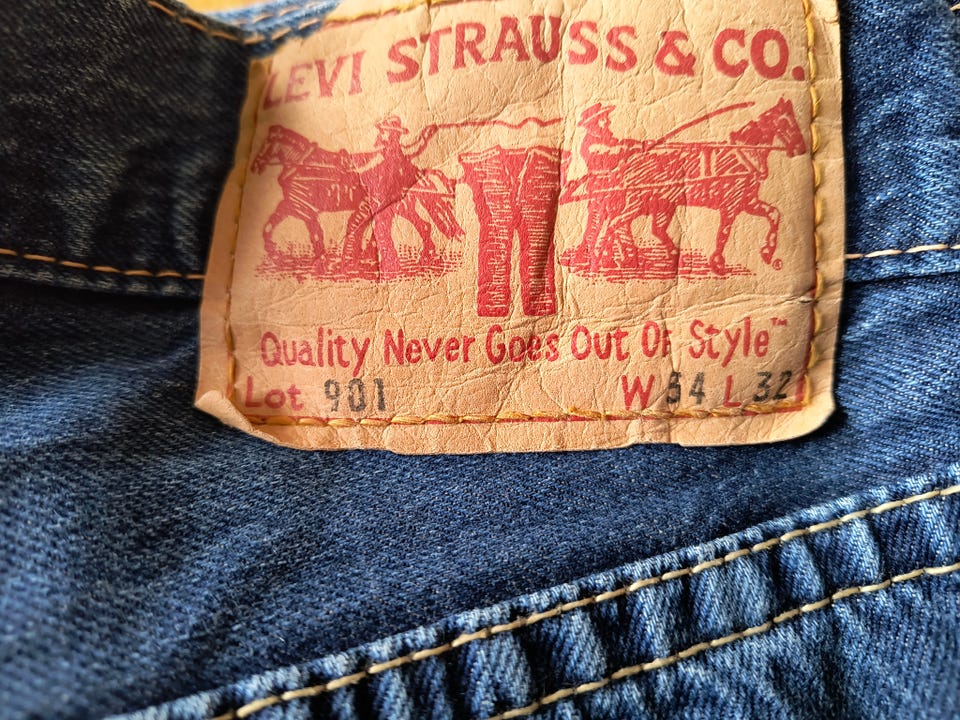 LEVI STRAUSS & CO.
®
Quality Never Goes Out Of Style™
Lot 901 W 34 L 32